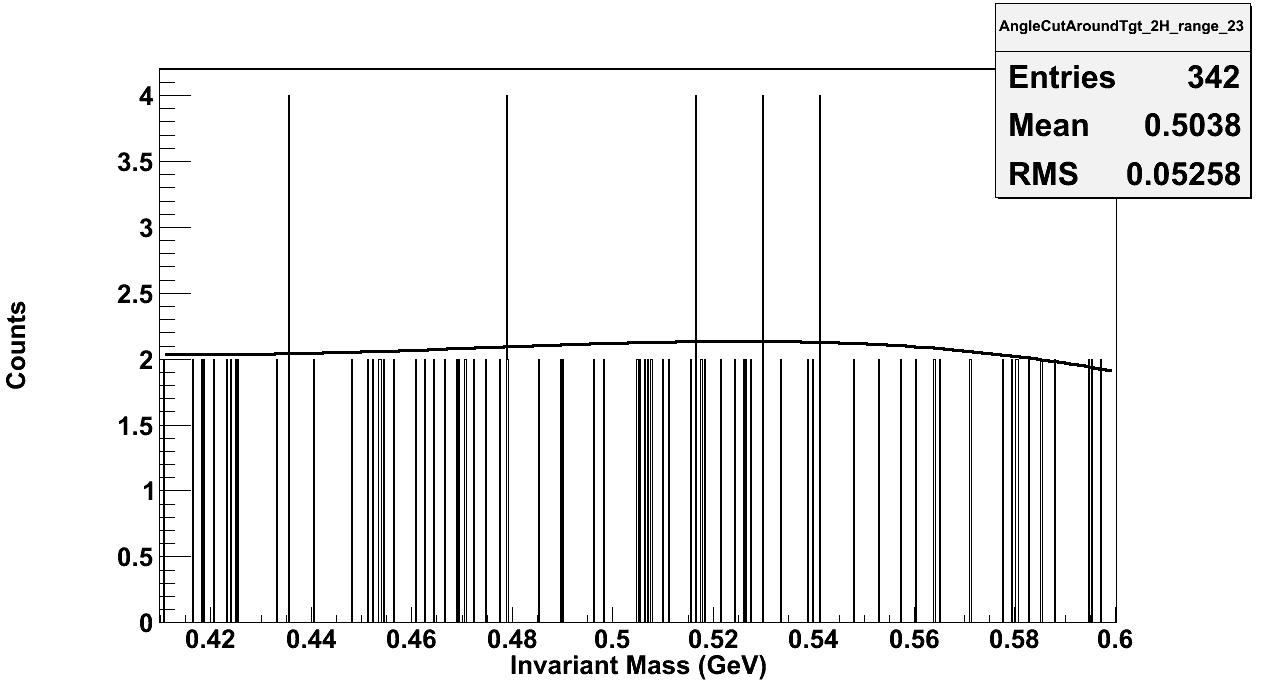 AngleCutAroundTgt_2H_range_23
Entries 342
Mean 0.5038
RMS 0.05258
Counts
4
3.5
3
2.5
2
1.5
1
0.5
0
0.42 0.44 0.46 0.48 0.5 0.52 0.54 0.56 0.58 0.6
Invariant Mass (GeV)